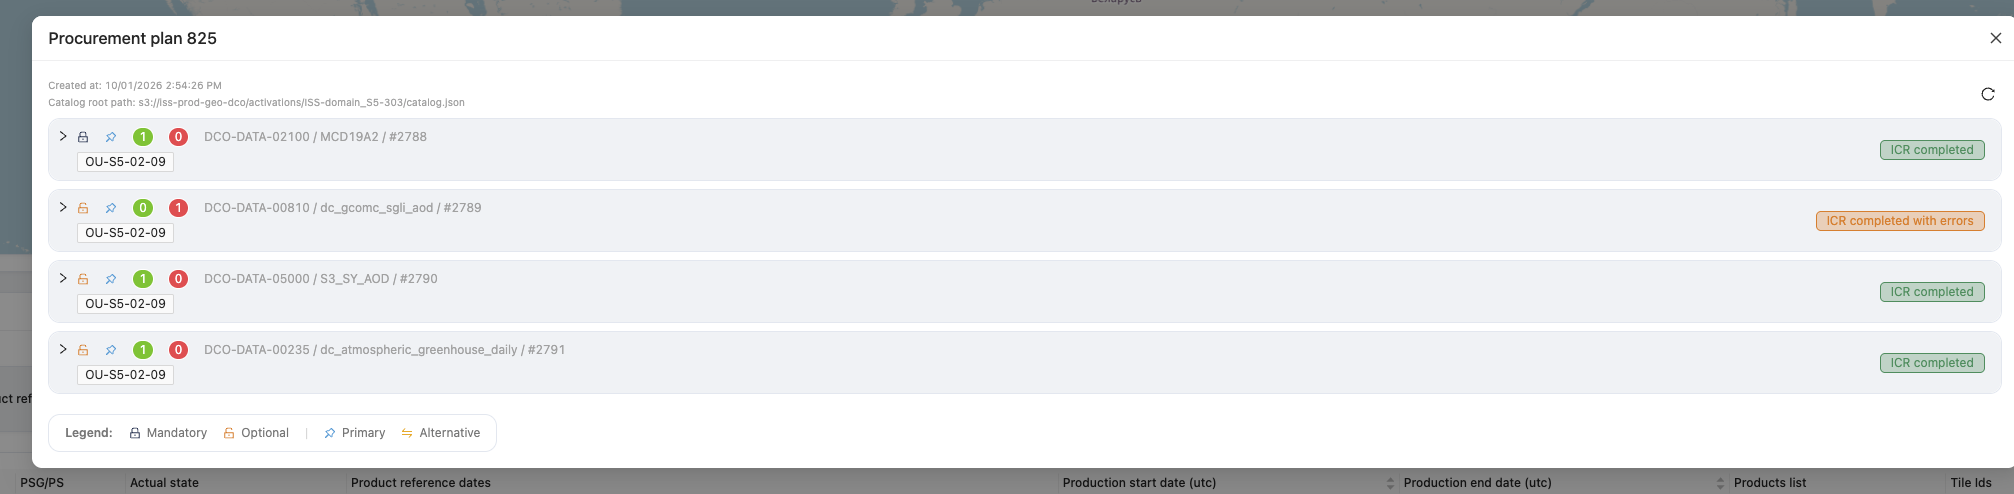 Procurement plan 825
Created at: 10/01/2026 2:54:26 PM
Catalog root path: s3://iss-prod-geo-dco/activations/ISS-domain_S5-303/catalog.json
1 0 DCO-DATA-02100 / MCD19A2 / #2788
OU-S5-02-09
ICR completed
0 1 DCO-DATA-00810 / dc_gcomc_sgli_aod / #2789
OU-S5-02-09
ICR completed with errors
1 0 DCO-DATA-05000 / S3_SY_AOD / #2790
OU-S5-02-09
ICR completed
1 0 DCO-DATA-00235 / dc_atmospheric_greenhouse_daily / #2791
OU-S5-02-09
ICR completed
Legend: Mandatory Optional | Primary Alternative
PSG/PS Actual state Product reference dates Production start date (utc) Production end date (utc) Products list Tile Ids